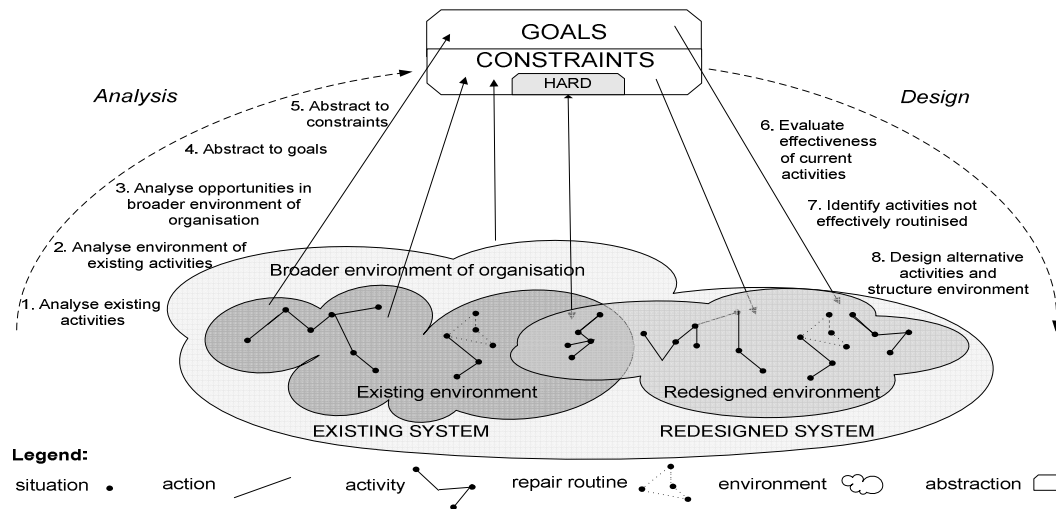 GOALS
CONSTRAINTS
HARD
Analysis
Design
5. Abstract to
constraints
4. Abstract to goals
3. Analyse opportunities in
broader environment of
organisation
2. Analyse environment of
existing activities
1. Analyse existing
activities
6. Evaluate
effectiveness
of current
activities
7. Identify activities not
effectively routinised
8. Design alternative
activities and
structure environment
Broader environment of organisation
Existing environment
Redesigned environment
EXISTING SYSTEM
REDESIGNED SYSTEM
Legend:
situation
action
activity
repair routine
environment
abstraction